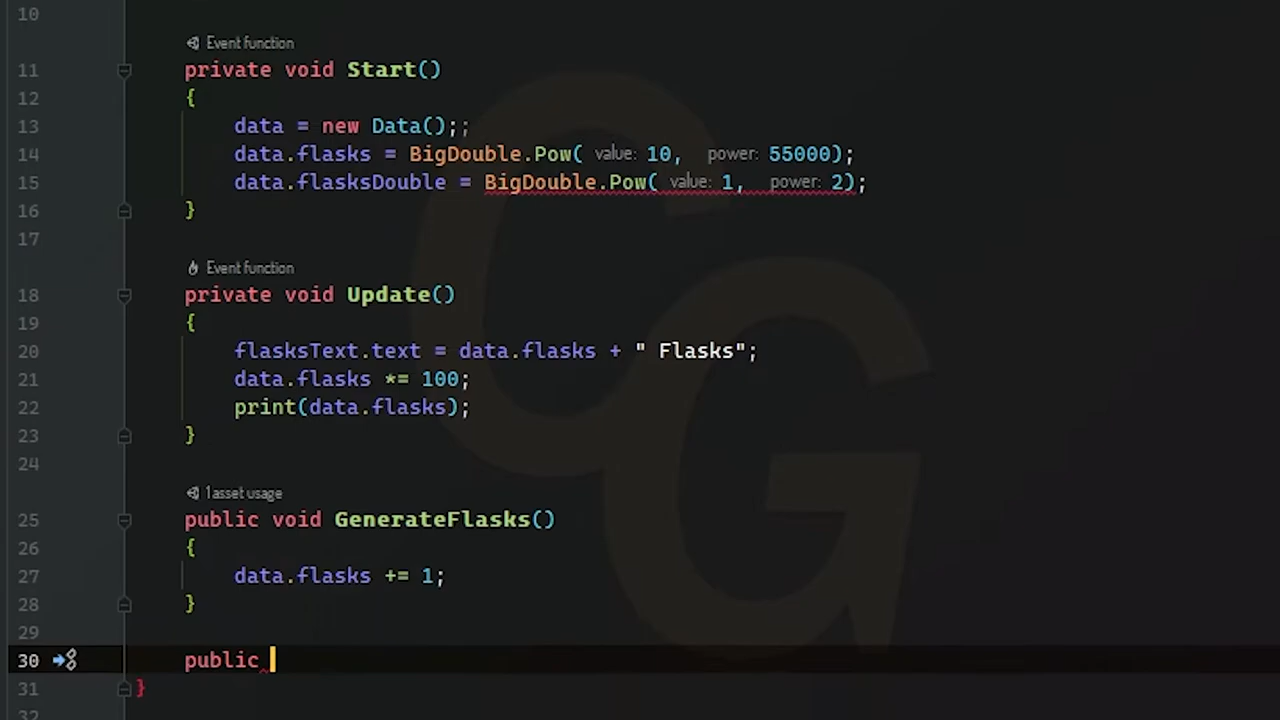 10
Event function
11 private void Start()
12 {
13 data = new Data();;
14 data.flasks = BigDouble.Pow( value: 10, power: 55000);
15 data.flasksDouble = BigDouble.Pow( value: 1, power: 2);
16 }
17
Event function
18 private void Update()
19 {
20 flasksText.text = data.flasks + " Flasks";
21 data.flasks *= 100;
22 print(data.flasks);
23 }
24
1 asset usage
25 public void GenerateFlasks()
26 {
27 data.flasks += 1;
28 }
29
30 public
31 }
32
CG